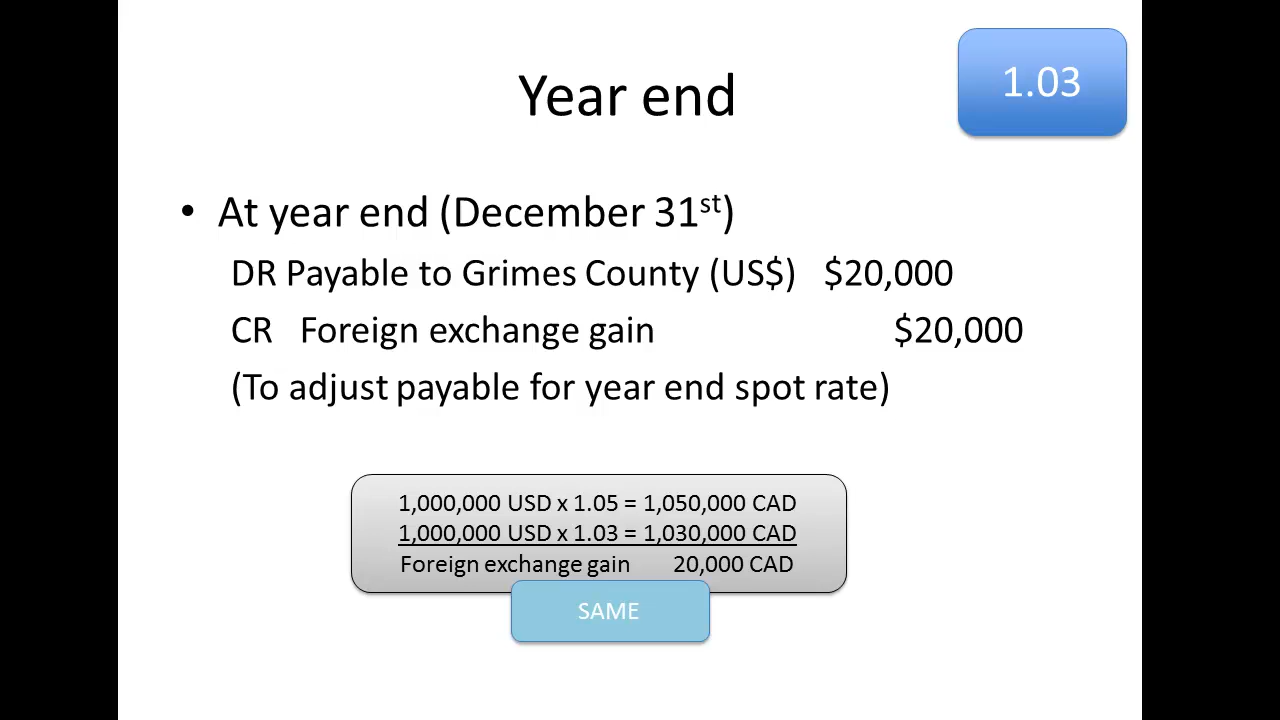 Year end
1.03
• At year end (December 31st)
DR Payable to Grimes County (US$) $20,000
CR Foreign exchange gain $20,000
(To adjust payable for year end spot rate)
1,000,000 USD x 1.05 = 1,050,000 CAD
1,000,000 USD x 1.03 = 1,030,000 CAD
Foreign exchange gain 20,000 CAD
SAME